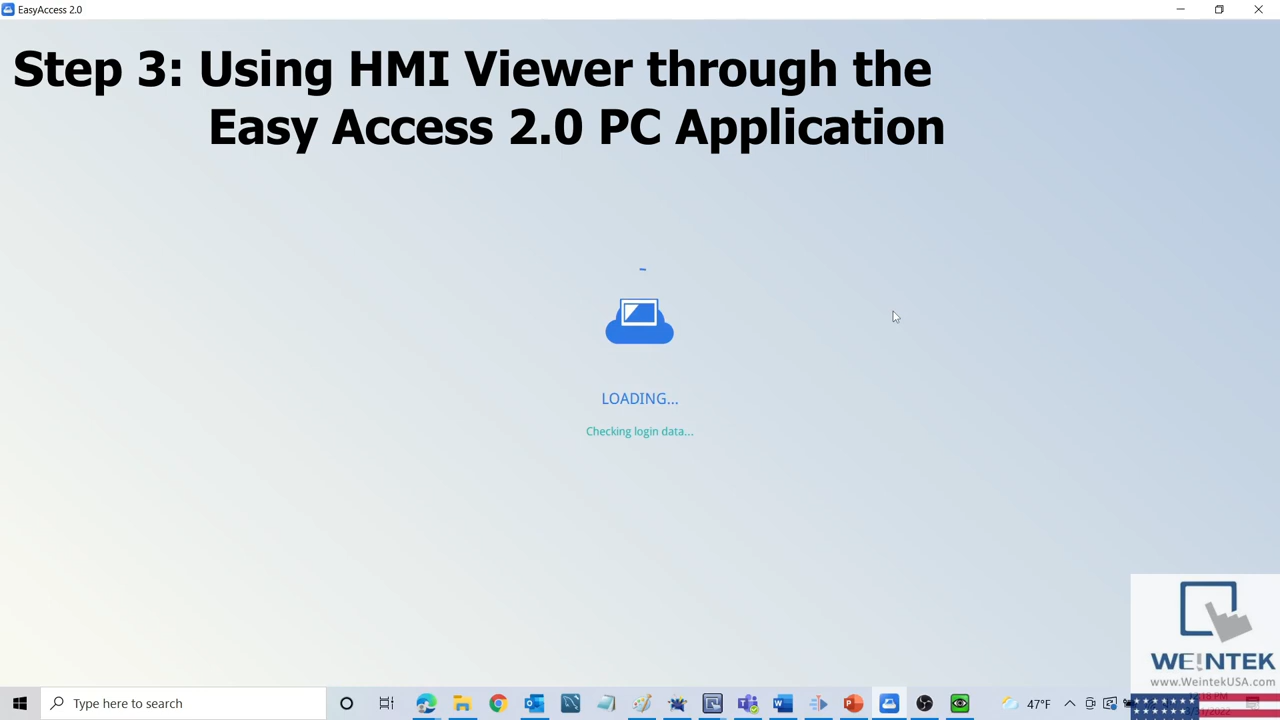 EasyAccess 2.0
Step 3: Using HMI Viewer through the
Easy Access 2.0 PC Application
LOADING...
Checking login data...
WEINTEK
www.WeintekUSA.com
Type here to search
47°F